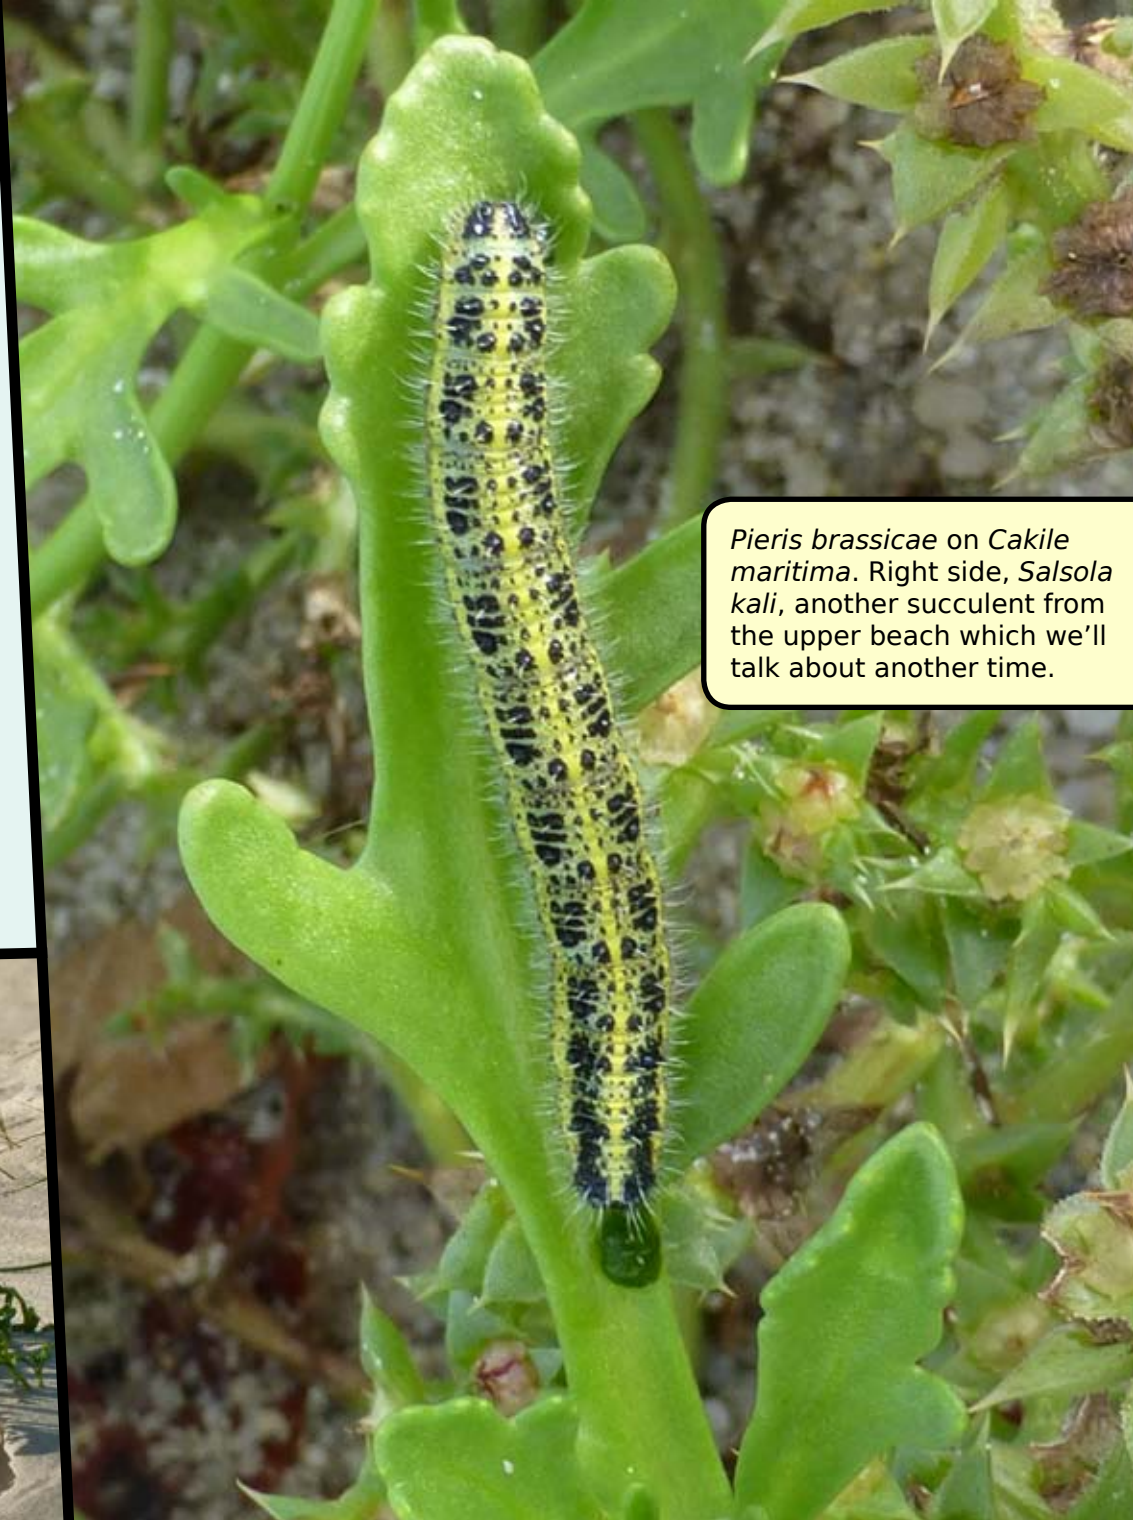 Pieris brassicae on Cakile
maritima. Right side, Salsola
kali, another succulent from
the upper beach which we’ll
talk about another time.